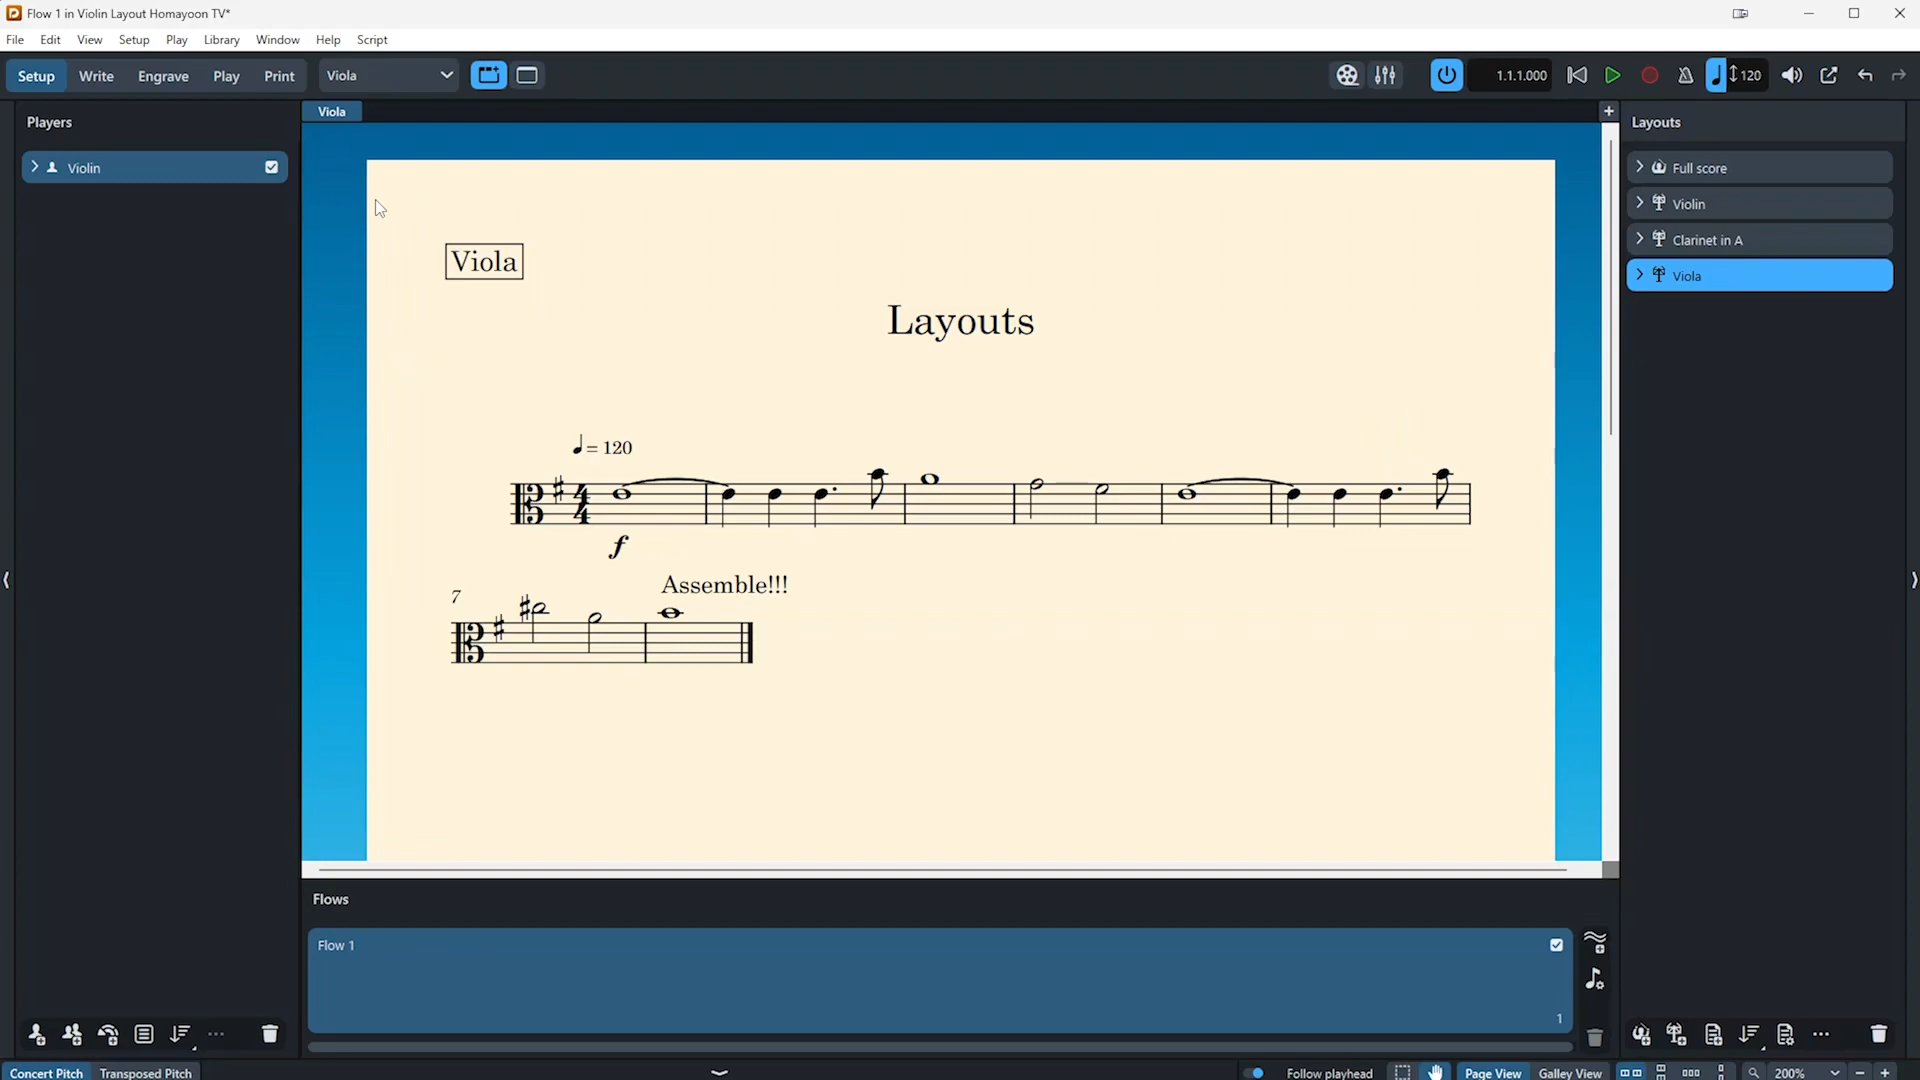 Flow 1 in Violin Layout Homayoon TV*
File Edit View Setup Play Library Window Help Script
Setup Write Engrave Play Print Viola 1.1.1.000 120
Viola
Players
Violin
Layouts
Full score
Violin
Clarinet in A
Viola
Viola
Layouts
= 120
4
4
f
7
Assemble!!!
Flows
Flow 1
1
Concert Pitch Transposed Pitch Follow playhead Page View Galley View 200%